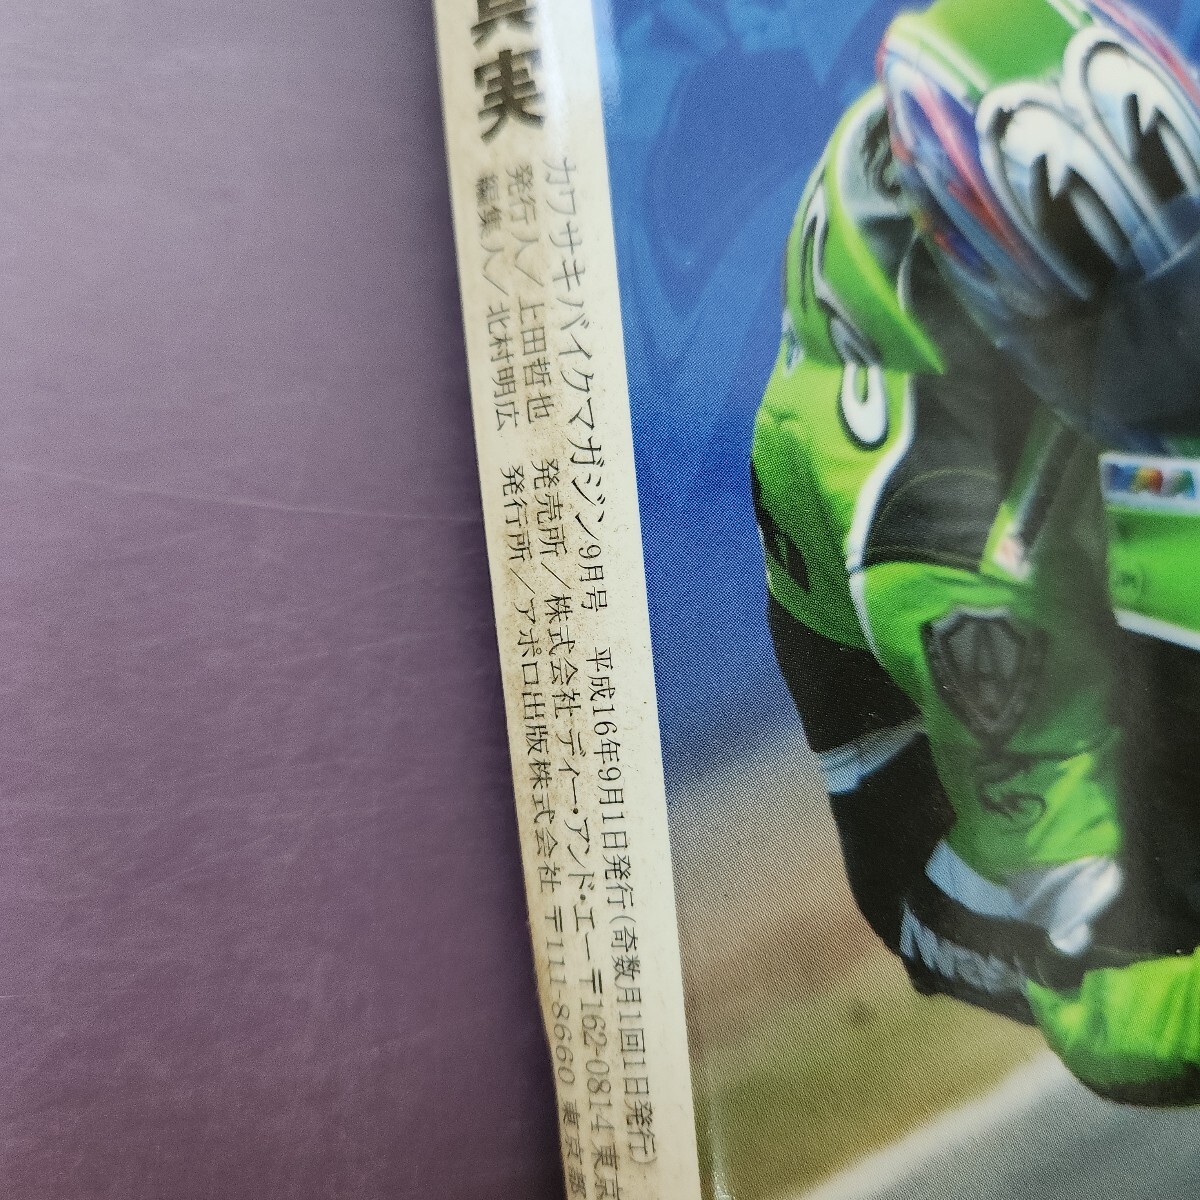 真実
カワサキバイクマガジン9月号 平成16年9月1日発行(奇数月1回1日発行)
発行人/上田哲也 発売所/株式会社ディー・アンド・エー 〒162-0814 東京
編集人/北村明広 発行所/アポロ出版株式会社 〒111-8660 東京都